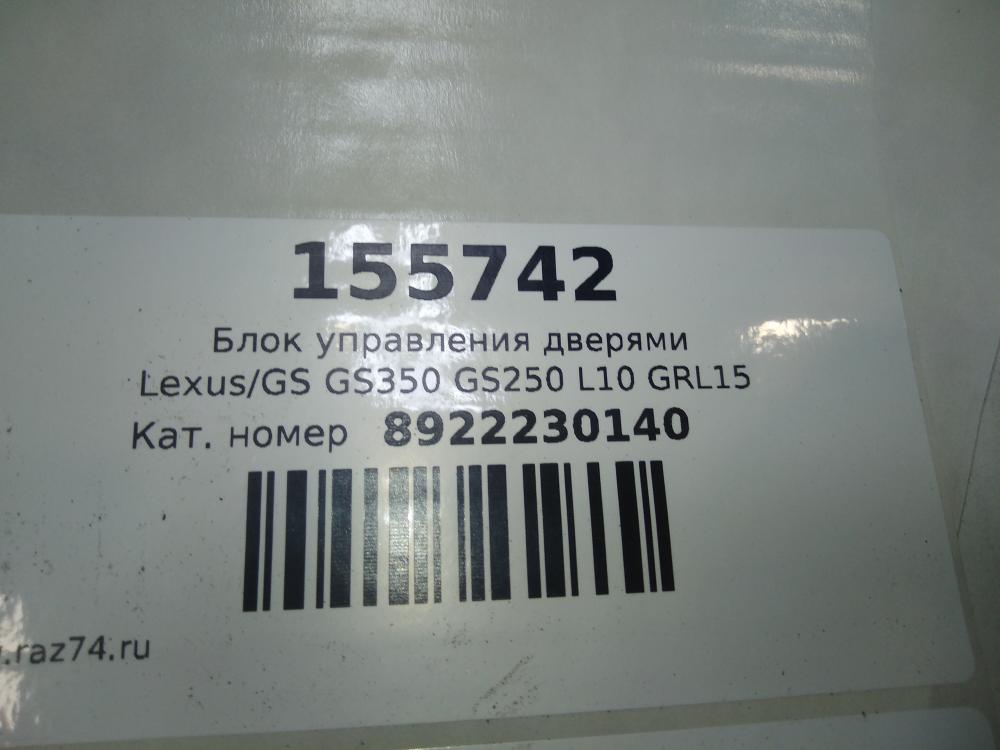 155742
Блок управления дверями
Lexus/GS GS350 GS250 L10 GRL15
Кат. номер 8922230140
.raz74.ru